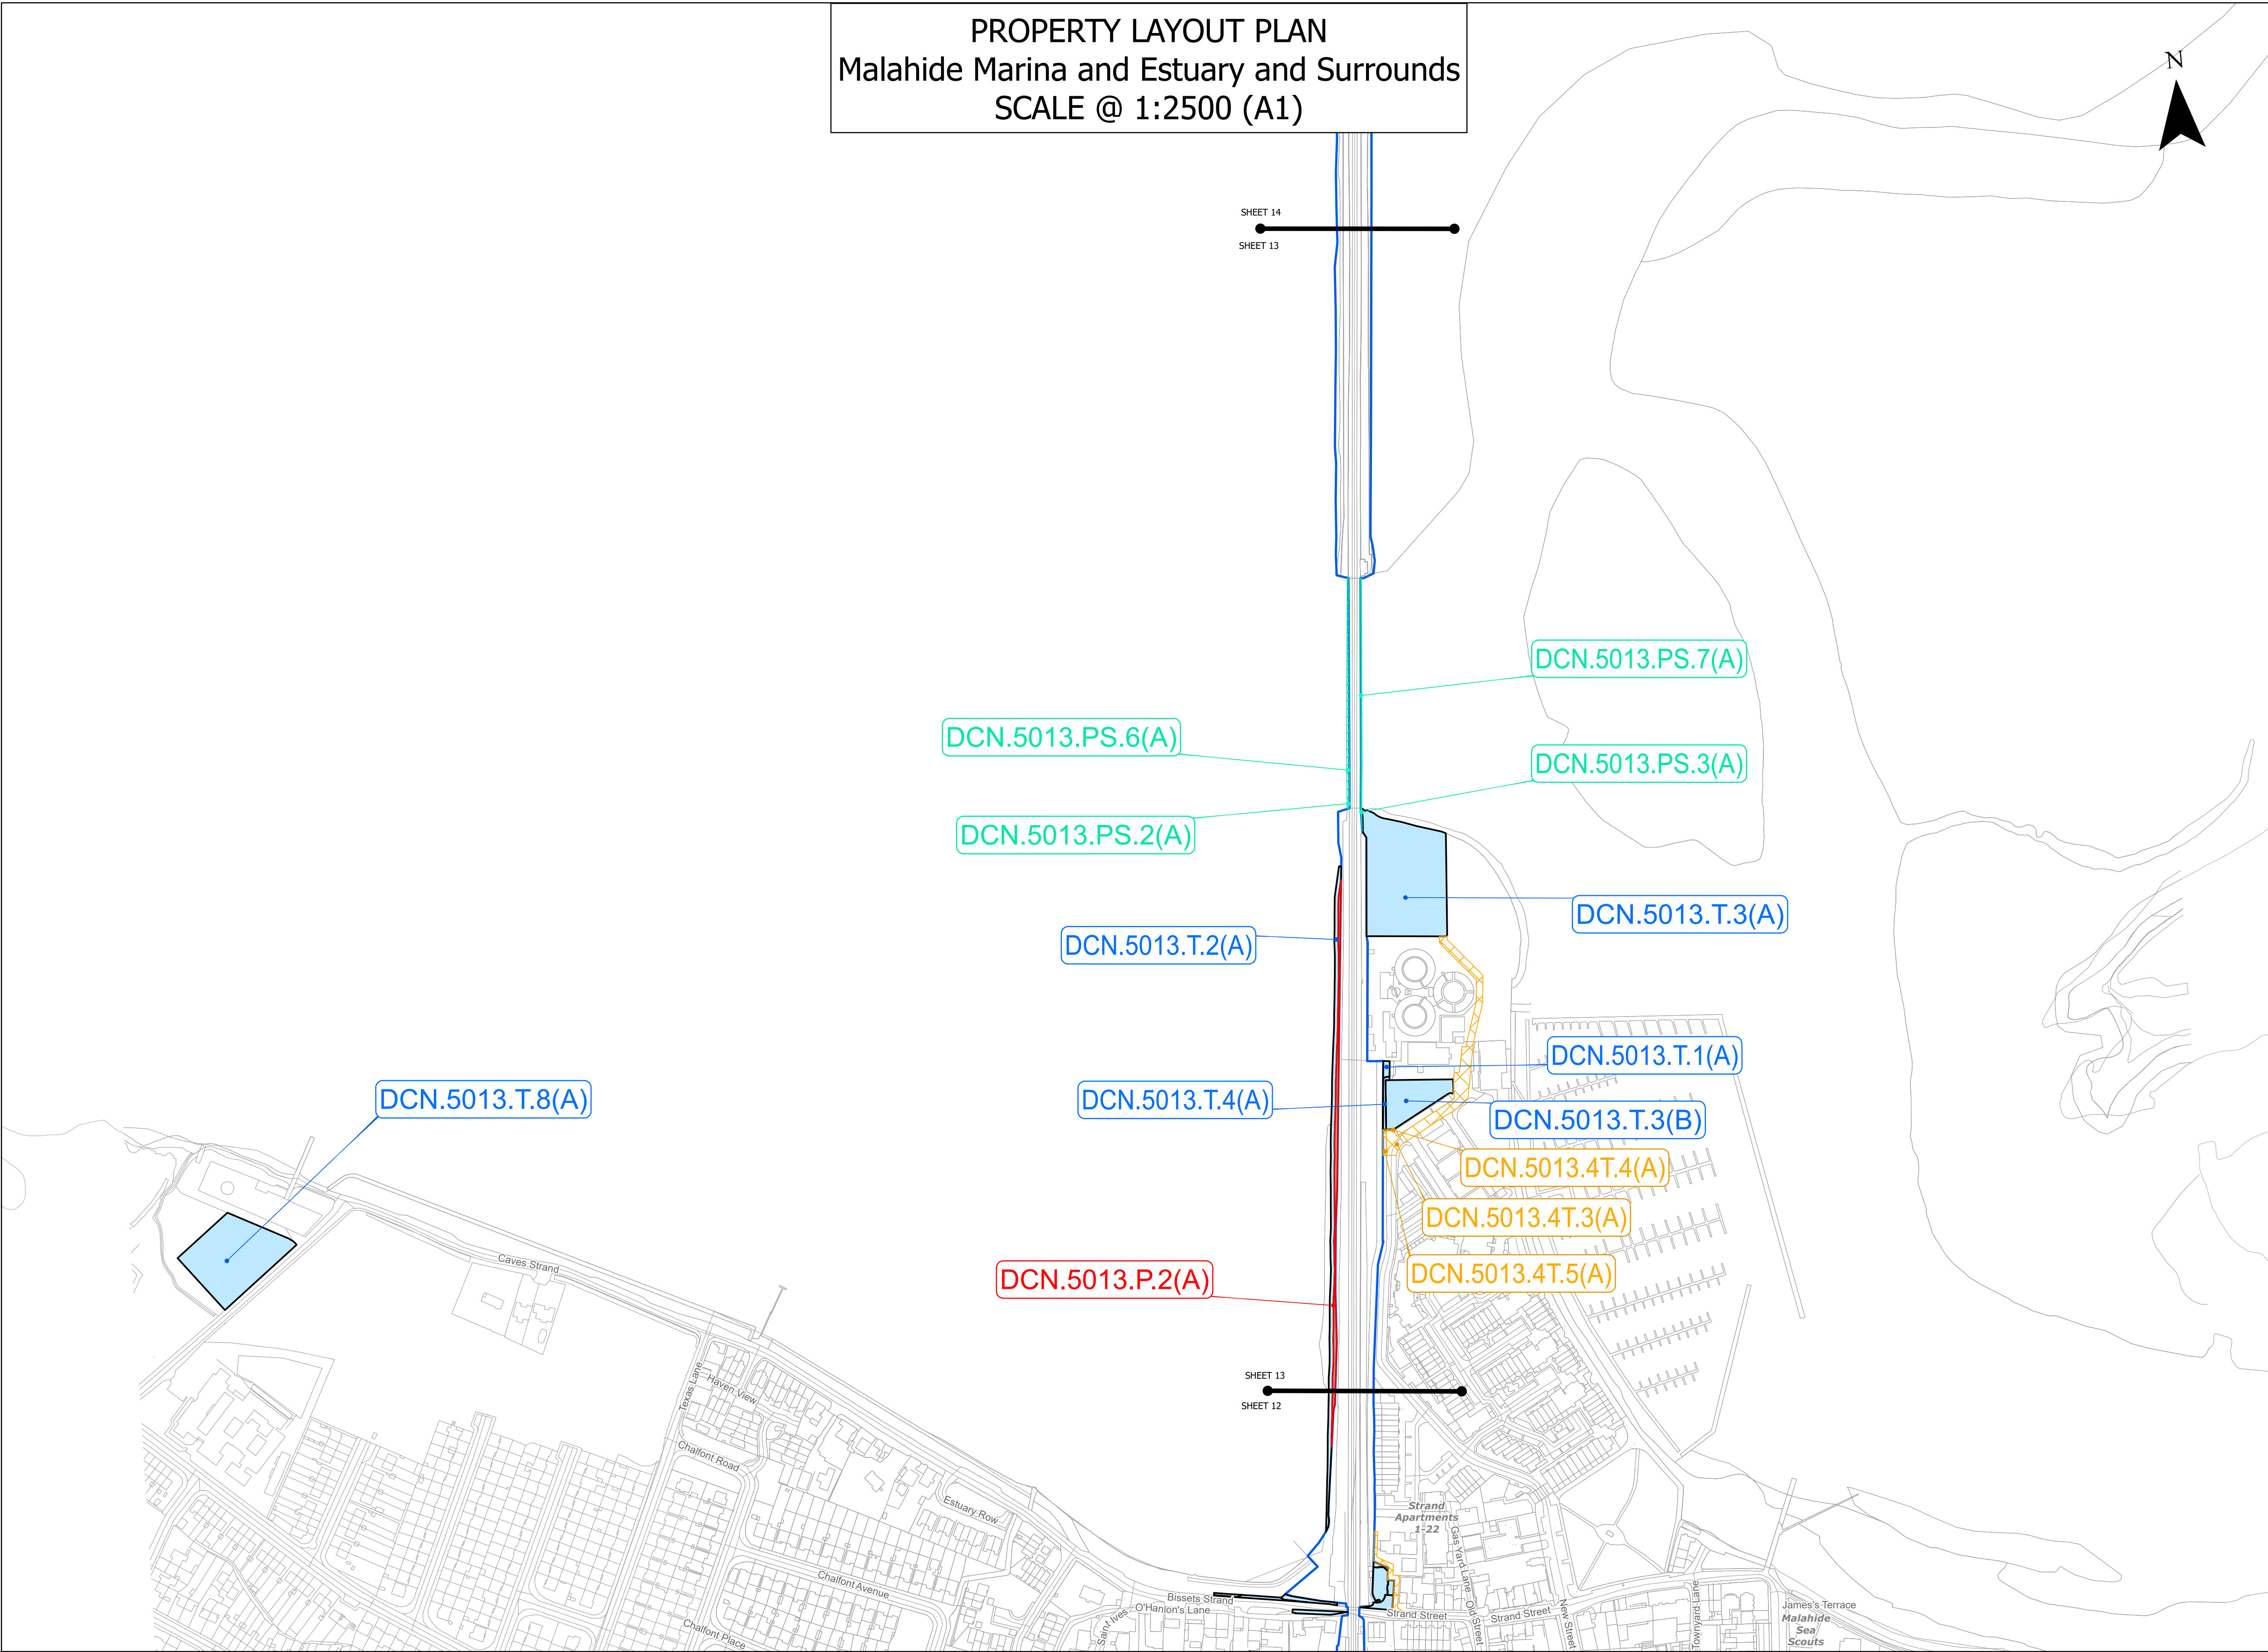 PROPERTY LAYOUT PLAN
Malahide Marina and Estuary and Surrounds
SCALE @ 1:2500 (A1)
N
SHEET 14
SHEET 13
DCN.5013.PS.7(A)
DCN.5013.PS.6(A)
DCN.5013.PS.3(A)
DCN.5013.PS.2(A)
DCN.5013.T.3(A)
DCN.5013.T.2(A)
DCN.5013.T.1(A)
DCN.5013.T.8(A)
DCN.5013.T.4(A)
DCN.5013.T.3(B)
DCN.5013.4T.4(A)
DCN.5013.4T.3(A)
DCN.5013.4T.5(A)
DCN.5013.P.2(A)
Caves Strand
SHEET 13
SHEET 12
Texas Lane
Haven View
Chalfont Road
Estuary Row
Strand
Apartments
1-22
Gas Yard Lane
Chalfont Avenue
Bissets Strand
O'Hanlon's Lane
Saint Ives
Chalfont Place
Strand Street
Old Street
Strand Street
New Street
Townyard Lane
James's Terrace
Malahide
Sea
Scouts